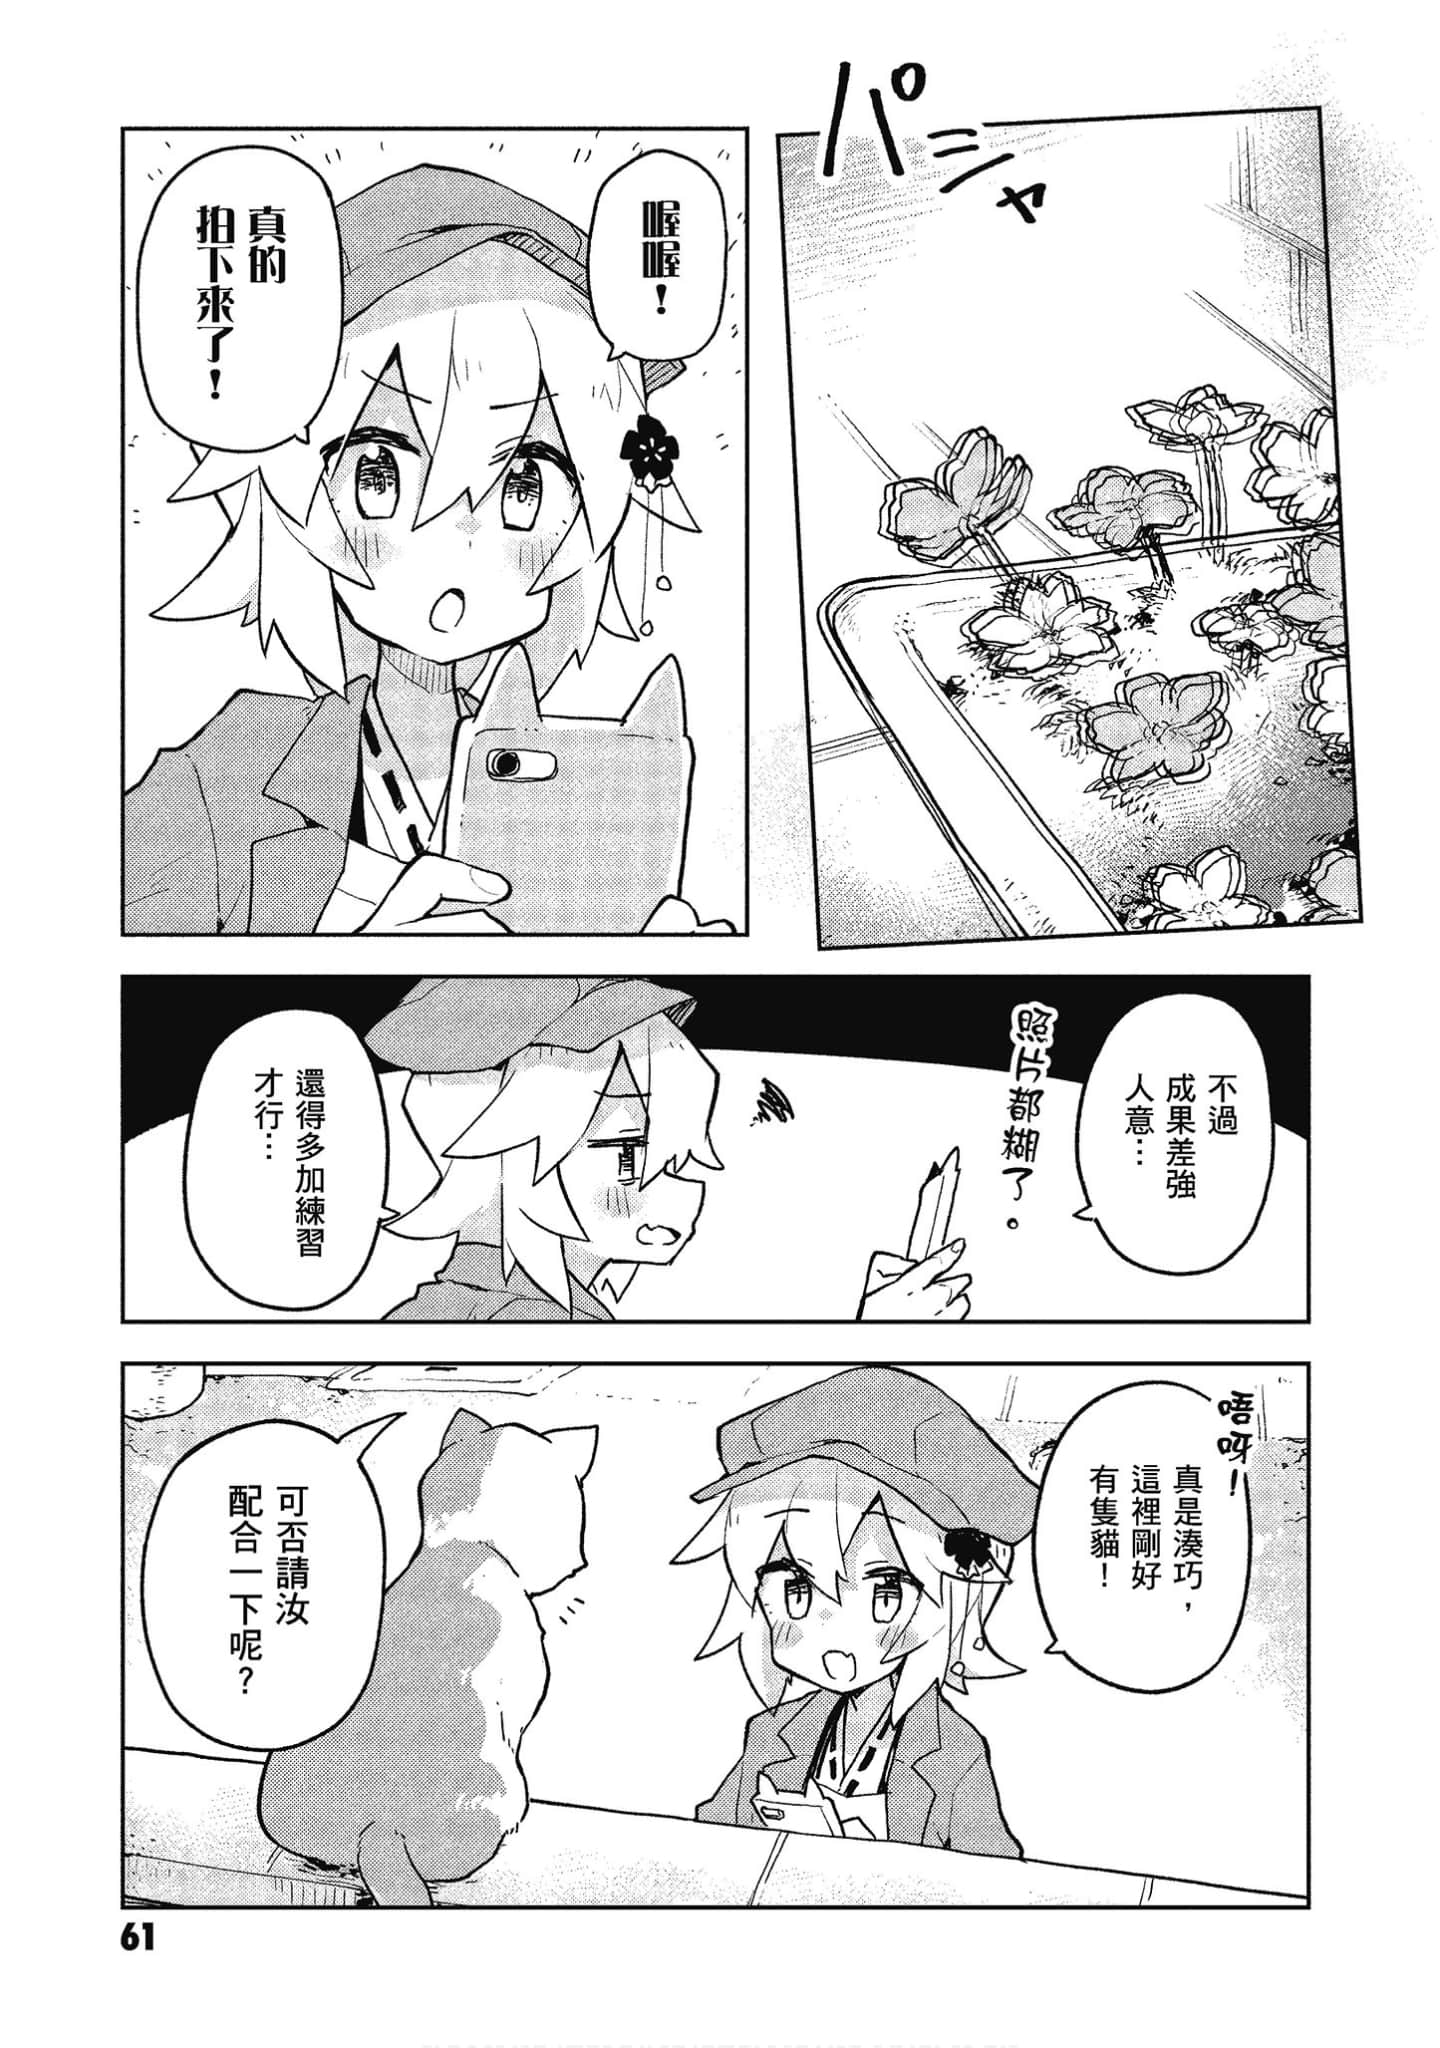 パシャ
喔喔！
真的
拍下來了！
不過
成果差強
人意…
照片都糊了。
還得多加練習
才行…
唔呀！
真是湊巧，
這裡剛好
有隻貓！
可否請汝
配合一下呢？
61